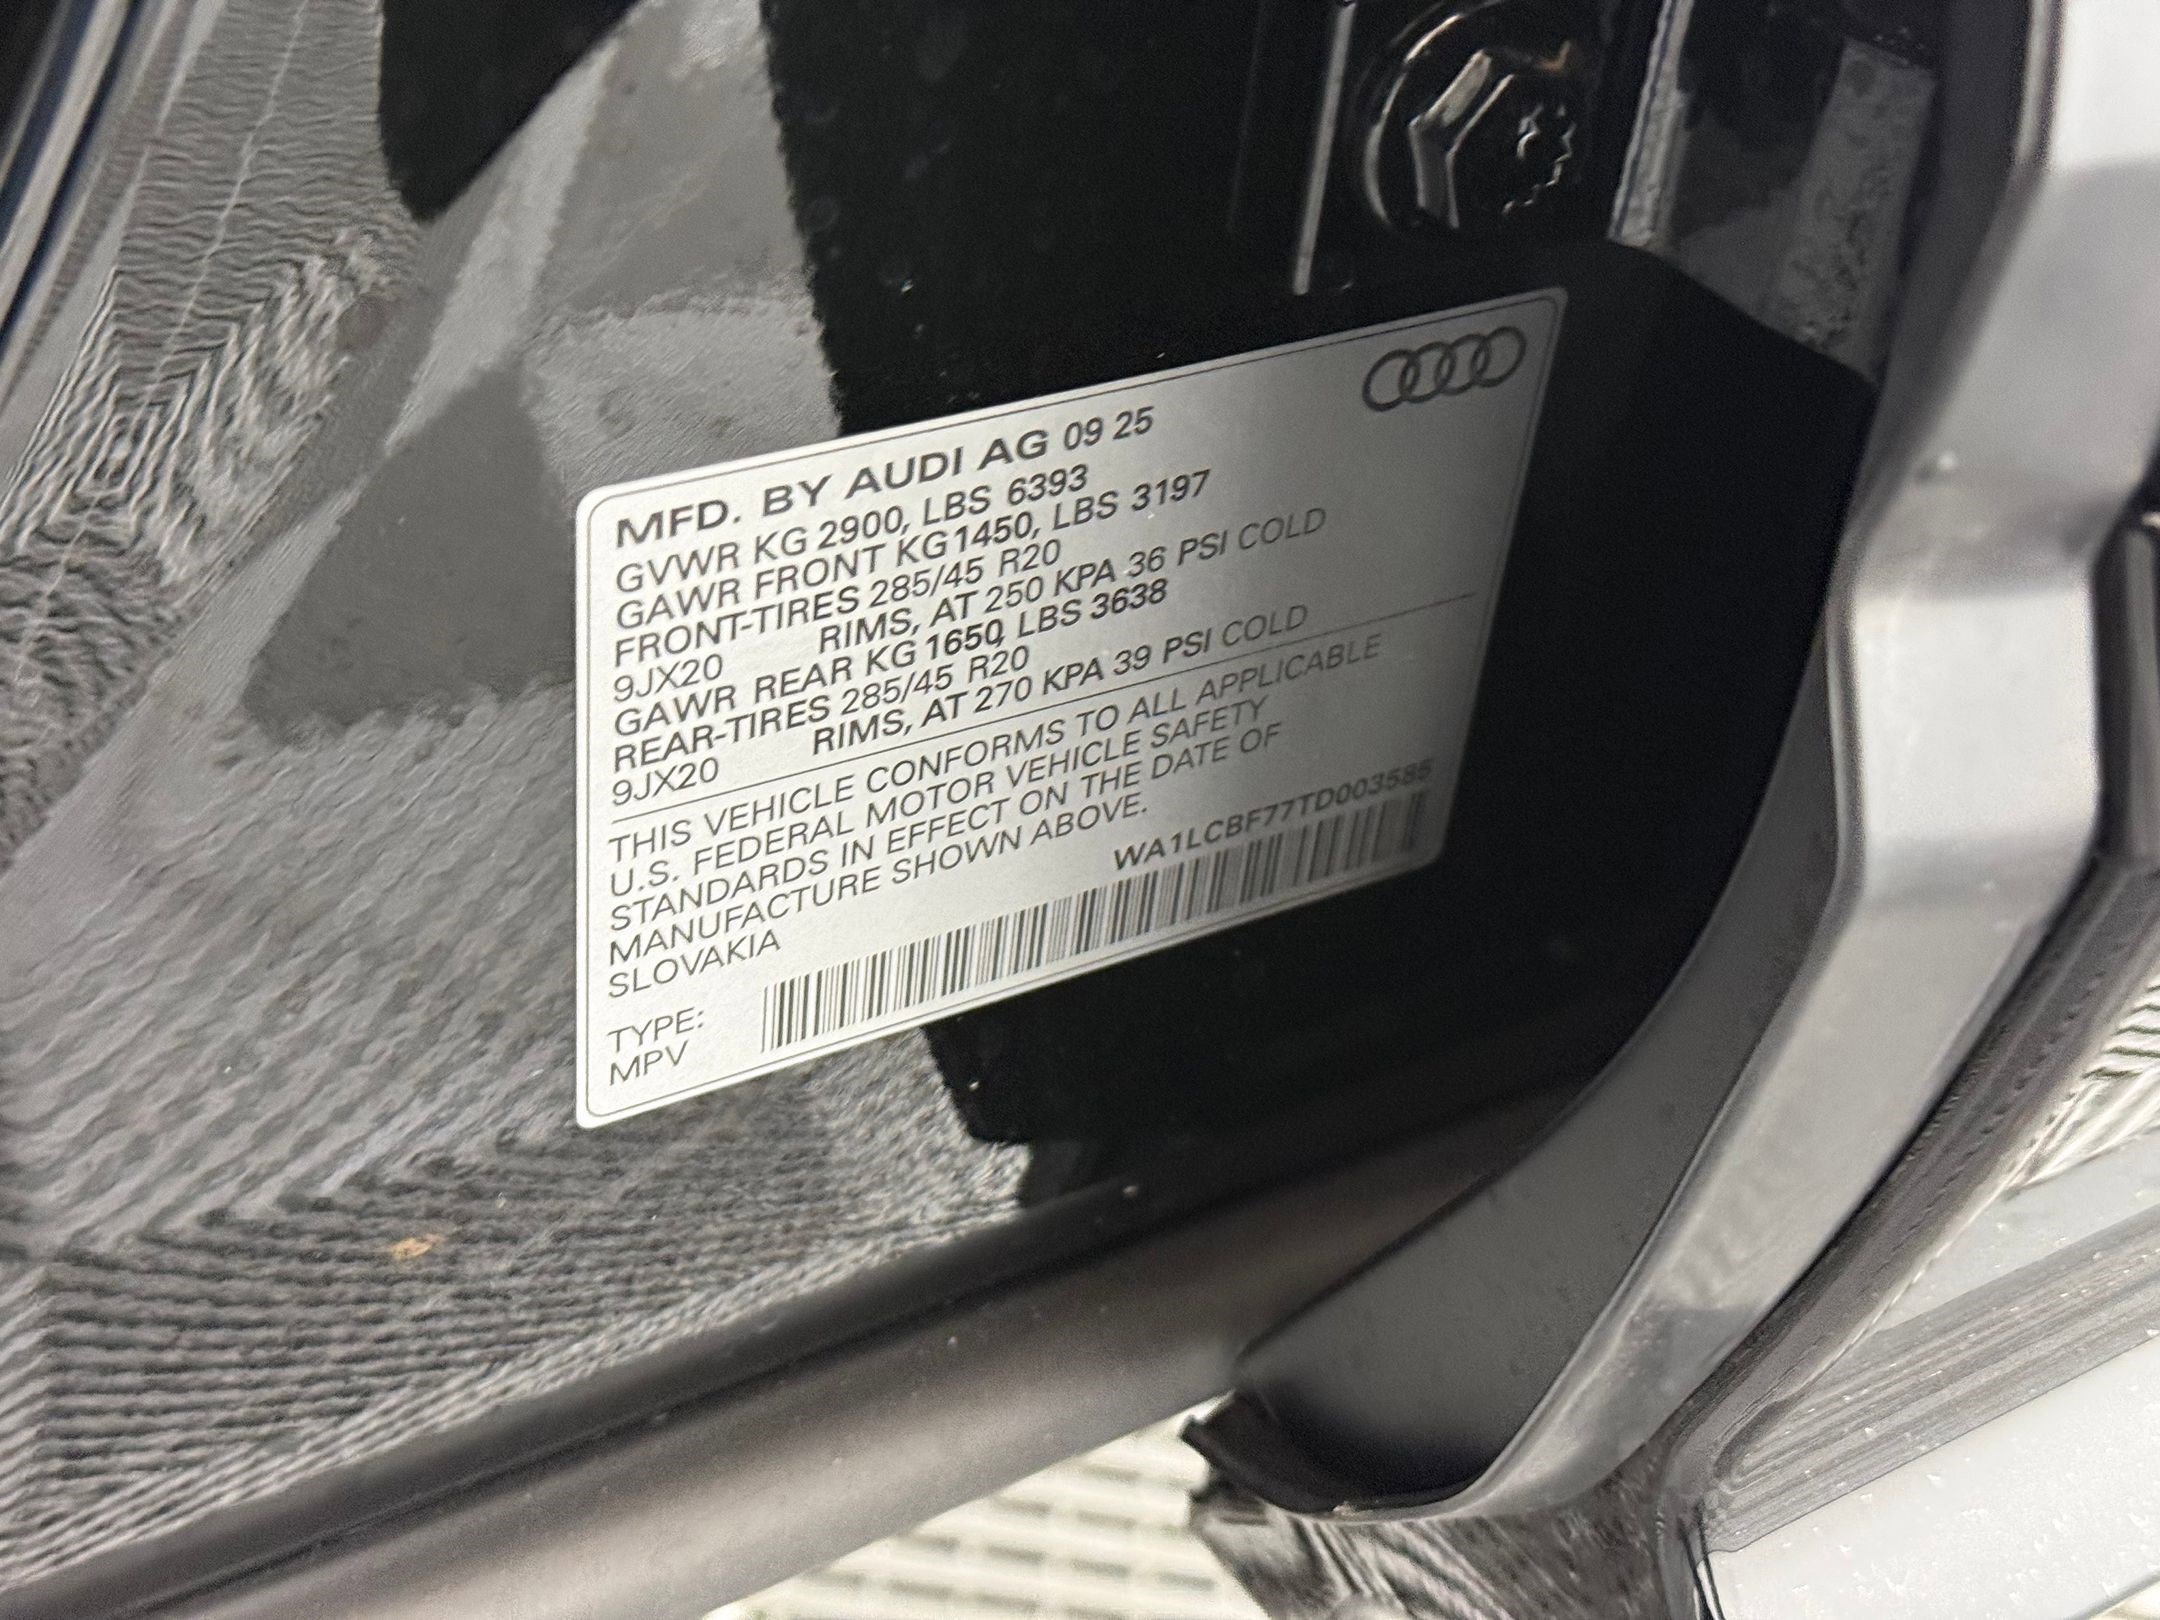 MFD. BY AUDI AG 09 25
GVWR KG 2900, LBS 6393
GAWR FRONT KG 1450, LBS 3197
FRONT-TIRES 285/45 R20
9JX20 RIMS, AT 250 KPA 36 PSI COLD
GAWR REAR KG 1650, LBS 3638
REAR-TIRES 285/45 R20
9JX20 RIMS, AT 270 KPA 39 PSI COLD
THIS VEHICLE CONFORMS TO ALL APPLICABLE
U.S. FEDERAL MOTOR VEHICLE SAFETY
STANDARDS IN EFFECT ON THE DATE OF
MANUFACTURE SHOWN ABOVE.
SLOVAKIA
WA1LCBF77TD003585
TYPE:
MPV